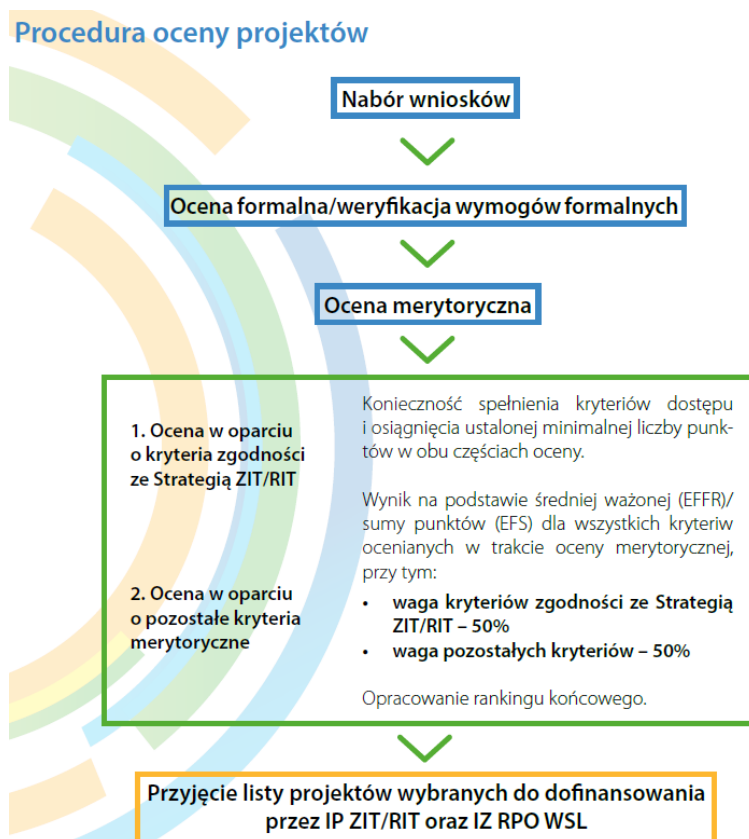 Procedura oceny projektów
Nabór wniosków
Ocena formalna/weryfikacja wymogów formalnych
Ocena merytoryczna
1. Ocena w oparciu
o kryteria zgodności
ze Strategią ZIT/RIT
2. Ocena w oparciu
o pozostałe kryteria
merytoryczne
Konieczność spełnienia kryteriów dostępu
i osiągnięcia ustalonej minimalnej liczby punk-
tów w obu częściach oceny.
Wynik na podstawie średniej ważonej (EFFR)/
sumy punktów (EFS) dla wszystkich kryteriw
ocenianych w trakcie oceny merytorycznej,
przy tym:
• waga kryteriów zgodności ze Strategią
ZIT/RIT – 50%
• waga pozostałych kryteriów – 50%
Opracowanie rankingu końcowego.
Przyjęcie listy projektów wybranych do dofinansowania
przez IP ZIT/RIT oraz IZ RPO WSL